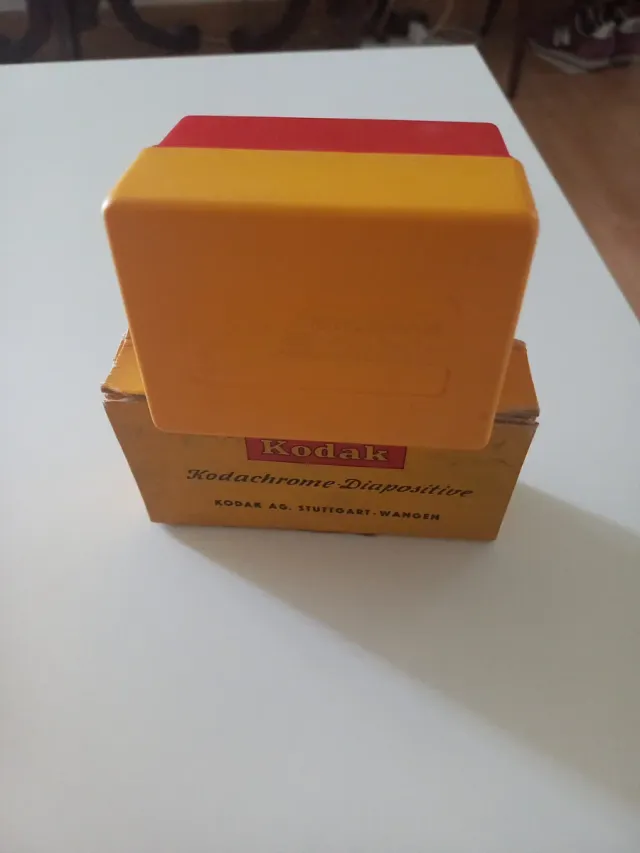 Kodak
Kodachrome-Diapositive
KODAK AG. STUTTGART-WANGEN